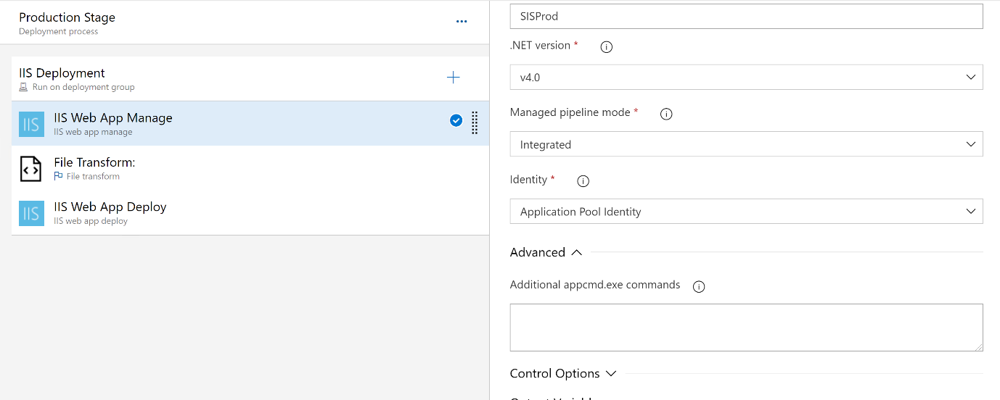 Production Stage
Deployment process
IIS Deployment
Run on deployment group
IIS
IIS Web App Manage
IIS web app manage
File Transform:
File transform
IIS
IIS Web App Deploy
IIS web app deploy
SISProd
.NET version *
v4.0
Managed pipeline mode *
Integrated
Identity *
Application Pool Identity
Advanced
Additional appcmd.exe commands
Control Options